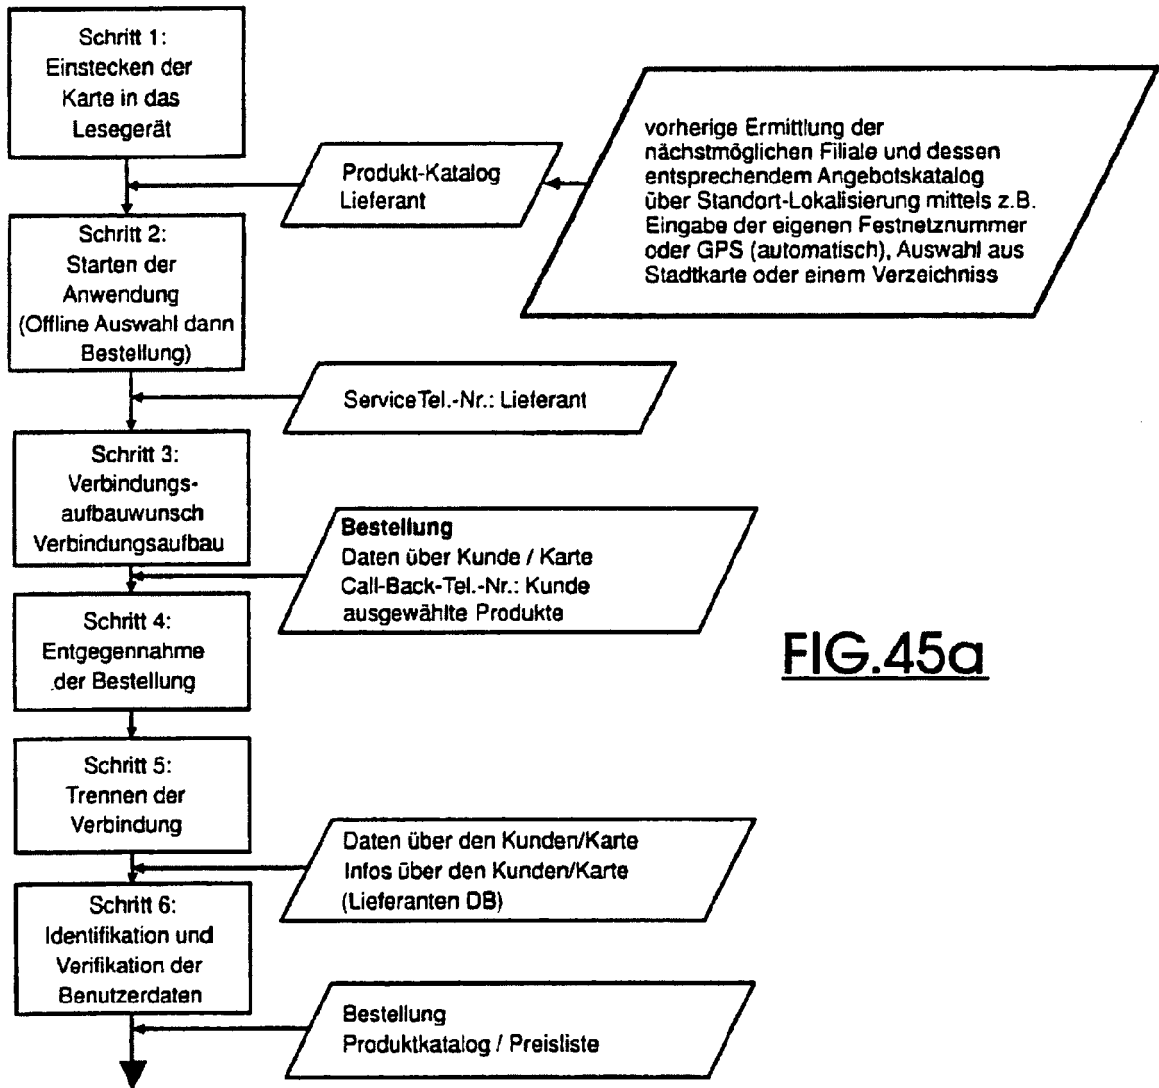 Schritt 1:
Einstecken der
Karte in das
Lesegerät
Produkt-Katalog
Lieferant
vorherige Ermittlung der
nächstmöglichen Filiale und dessen
entsprechendem Angebotskatalog
über Standort-Lokalisierung mittels z.B.
Eingabe der eigenen Festnetznummer
oder GPS (automatisch), Auswahl aus
Stadtkarte oder einem Verzeichniss
Schritt 2:
Starten der
Anwendung
(Offline Auswahl dann
Bestellung)
Service Tel.-Nr.: Lieferant
Schritt 3:
Verbindungs-
aufbauwunsch
Verbindungsaufbau
Bestellung
Daten über Kunde / Karte
Call-Back-Tel.-Nr.: Kunde
ausgewählte Produkte
Schritt 4:
Entgegennahme
der Bestellung
FIG.45a
Schritt 5:
Trennen der
Verbindung
Daten über den Kunden/Karte
Infos über den Kunden/Karte
(Lieferanten DB)
Schritt 6:
Identifikation und
Verifikation der
Benutzerdaten
Bestellung
Produktkatalog / Preisliste